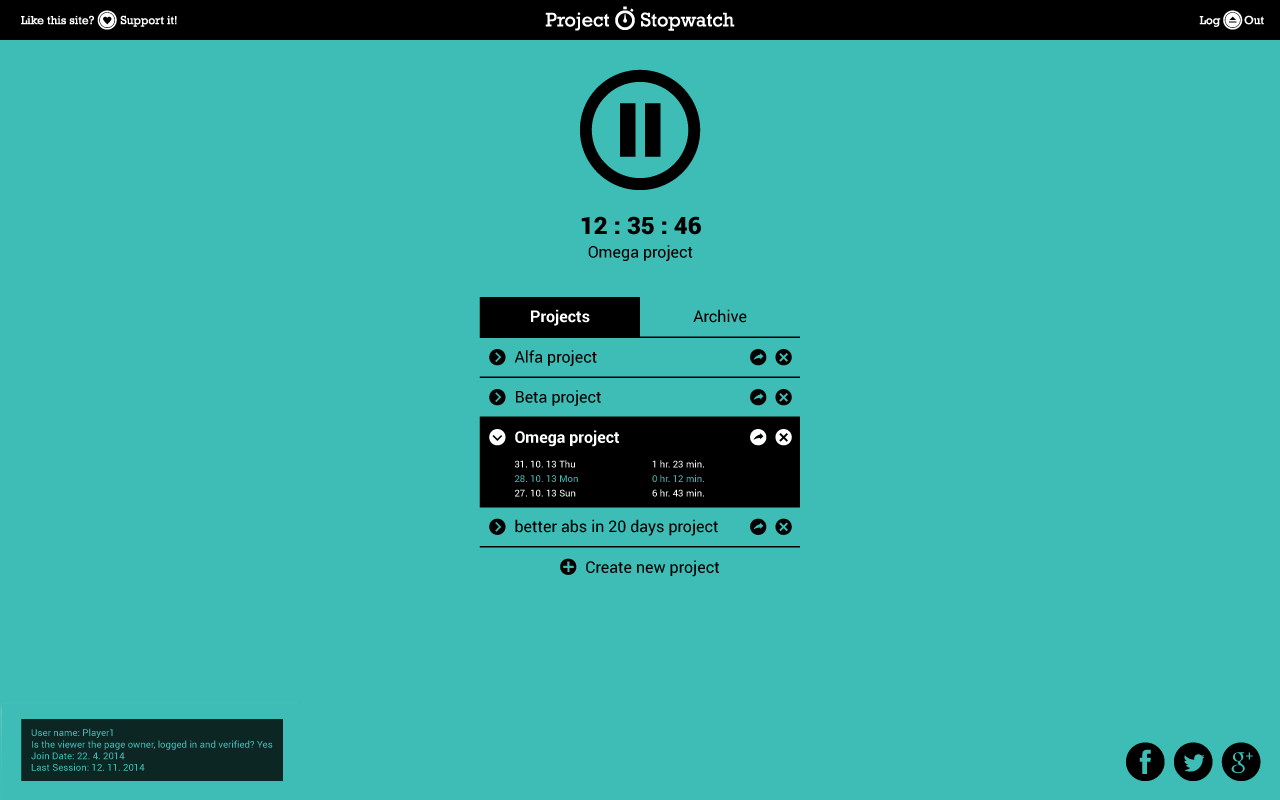 Like this site? Support it!
Project Stopwatch
Log Out
12 : 35 : 46
Omega project
Projects Archive
Alfa project
Beta project
Omega project
31. 10. 13 Thu 1 hr. 23 min.
28. 10. 13 Mon 0 hr. 12 min.
27. 10. 13 Sun 6 hr. 43 min.
better abs in 20 days project
Create new project
User name: Player1
Is the viewer the page owner, logged in and verified? Yes
Join Date: 22. 4. 2014
Last Session: 12. 11. 2014
f
g+